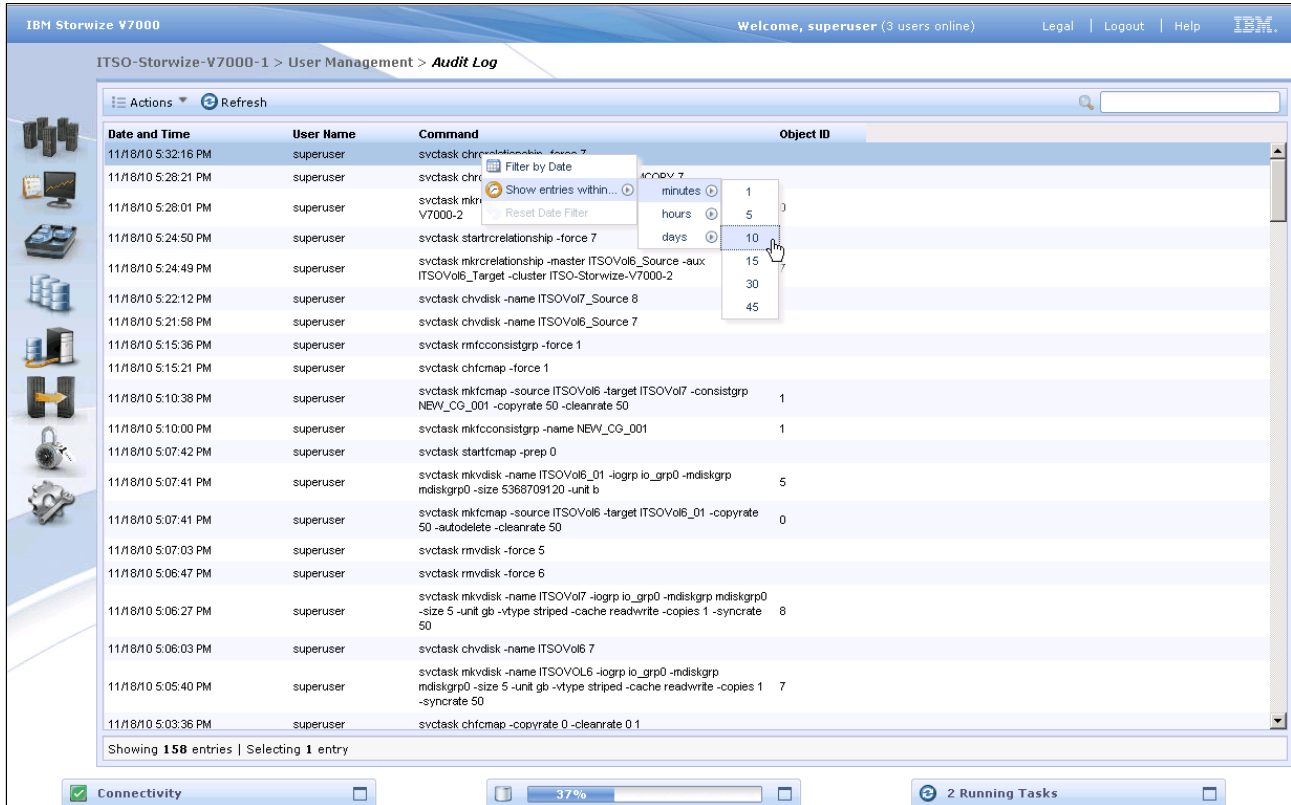 IBM Storwize V7000
Welcome, superuser (3 users online)
Legal | Logout | Help
IBM.
ITSO-Storwize-V7000-1 > User Management > Audit Log
Actions
Refresh
Date and Time User Name Command Object ID
11/18/10 5:32:16 PM superuser svctask chrcrelationship -force 7
11/18/10 5:28:21 PM superuser svctask
11/18/10 5:28:01 PM superuser svctask
V7000-2
Filter by Date
Show entries within...
Reset Date Filter
minutes
hours
days
1
5
10
15
30
45
11/18/10 5:24:50 PM superuser svctask startrcrelationship -force 7
11/18/10 5:24:49 PM superuser svctask mkrcrelationship -master ITSOVol6_Source -aux
ITSOVol6_Target -cluster ITSO-Storwize-V7000-2
11/18/10 5:22:12 PM superuser svctask chvdisk -name ITSOVol7_Source 8
11/18/10 5:21:58 PM superuser svctask chvdisk -name ITSOVol6_Source 7
11/18/10 5:15:36 PM superuser svctask rmfcconsistgrp -force 1
11/18/10 5:15:21 PM superuser svctask chfcmap -force 1
11/18/10 5:10:38 PM superuser svctask mkfcmap -source ITSOVol6 -target ITSOVol7 -consistgrp
NEW_CG_001 -copyrate 50 -cleanrate 50 1
11/18/10 5:10:00 PM superuser svctask mkfcconsistgrp -name NEW_CG_001 1
11/18/10 5:07:42 PM superuser svctask startfcmap -prep 0
11/18/10 5:07:41 PM superuser svctask mkvdisk -name ITSOVol6_01 -iogrp io_grp0 -mdiskgrp
mdiskgrp0 -size 5368709120 -unit b 5
11/18/10 5:07:41 PM superuser svctask mkfcmap -source ITSOVol6 -target ITSOVol6_01 -copyrate
50 -autodelete -cleanrate 50 0
11/18/10 5:07:03 PM superuser svctask rmvdisk -force 5
11/18/10 5:06:47 PM superuser svctask rmvdisk -force 6
11/18/10 5:06:27 PM superuser svctask mkvdisk -name ITSOVol7 -iogrp io_grp0 -mdiskgrp mdiskgrp0
-size 5 -unit gb -vtype striped -cache readwrite -copies 1 -syncrate 8
50
11/18/10 5:06:03 PM superuser svctask chvdisk -name ITSOVol6 7
11/18/10 5:05:40 PM superuser svctask mkvdisk -name ITSOVOL6 -iogrp io_grp0 -mdiskgrp
mdiskgrp0 -size 5 -unit gb -vtype striped -cache readwrite -copies 1 7
-syncrate 50
11/18/10 5:03:36 PM superuser svctask chfcmap -copyrate 0 -cleanrate 0 1
Showing 158 entries | Selecting 1 entry
Connectivity
37%
2 Running Tasks